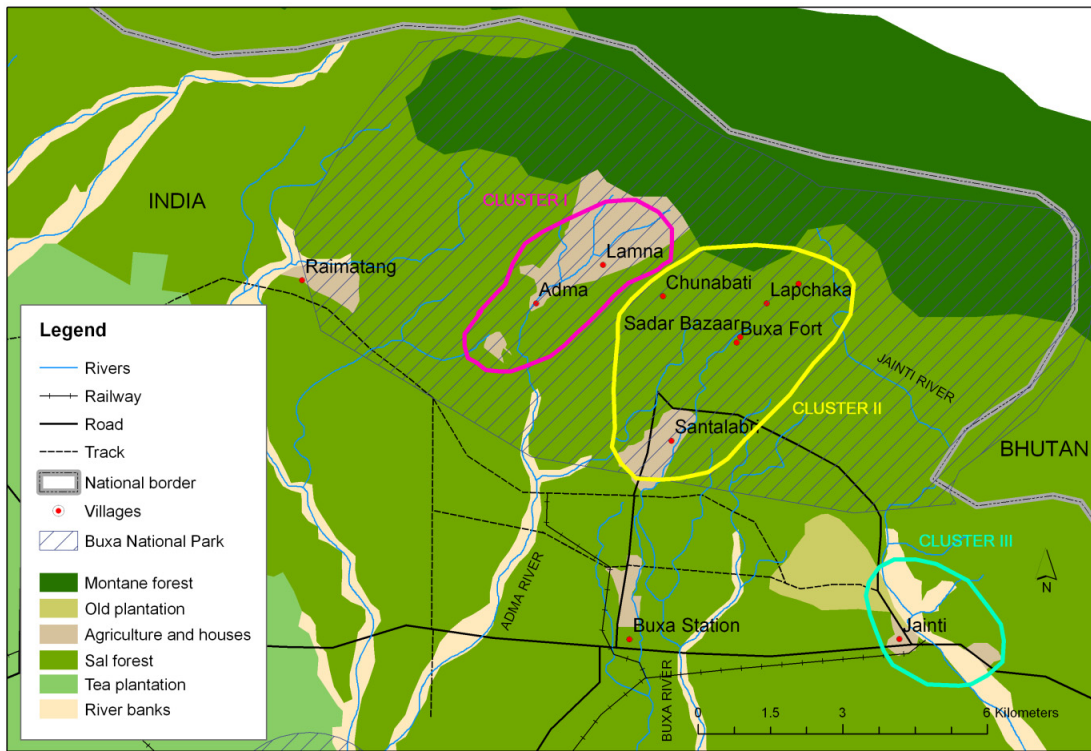 INDIA
CLUSTER I
Lamna
Raimatang
Adma
Chunabati
Lapchaka
Sadar Bazaar
Buxa Fort
JAINTI RIVER
CLUSTER II
Santalabri
BHUTAN
CLUSTER III
ADMA RIVER
Buxa Station
Jainti
BUXA RIVER
N
0 1.5 3 6 Kilometers
Legend
Rivers
Railway
Road
Track
National border
Villages
Buxa National Park
Montane forest
Old plantation
Agriculture and houses
Sal forest
Tea plantation
River banks